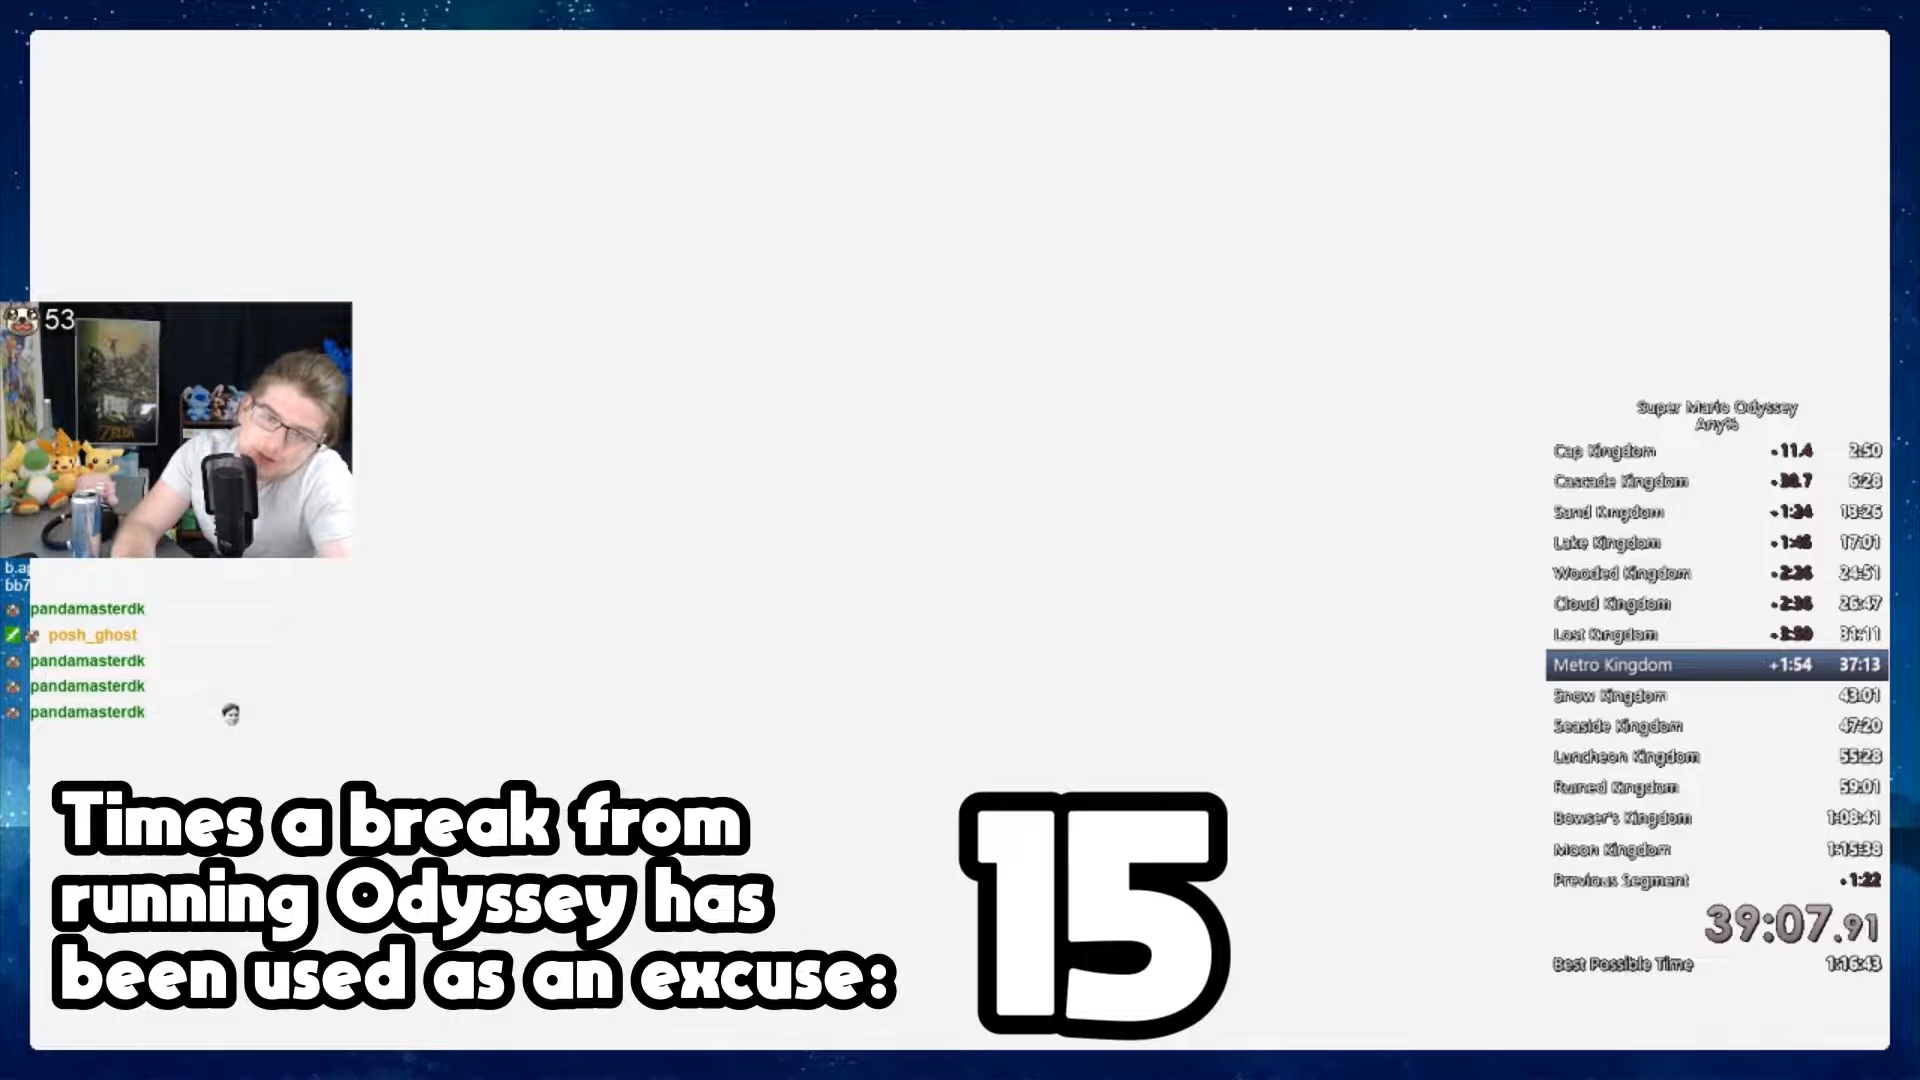 53
ZELDA
b.ap
bb7
pandamasterdk
posh_ghost
pandamasterdk
pandamasterdk
pandamasterdk
Times a break from
running Odyssey has
been used as an excuse:
15
Super Mario Odyssey
Any%
Cap Kingdom 11.4 2:50
Cascade Kingdom 6:28
Sand Kingdom 13:26
Lake Kingdom 17:01
Wooded Kingdom 24:51
Cloud Kingdom 26:47
Lost Kingdom 31:11
Metro Kingdom +1:54 37:13
Snow Kingdom 43:01
Seaside Kingdom 47:20
Luncheon Kingdom 55:28
Ruined Kingdom 59:01
Bowser's Kingdom 1:08:41
Moon Kingdom 1:15:38
Previous Segment 1:22
39:07.91
Best Possible Time 1:16:43